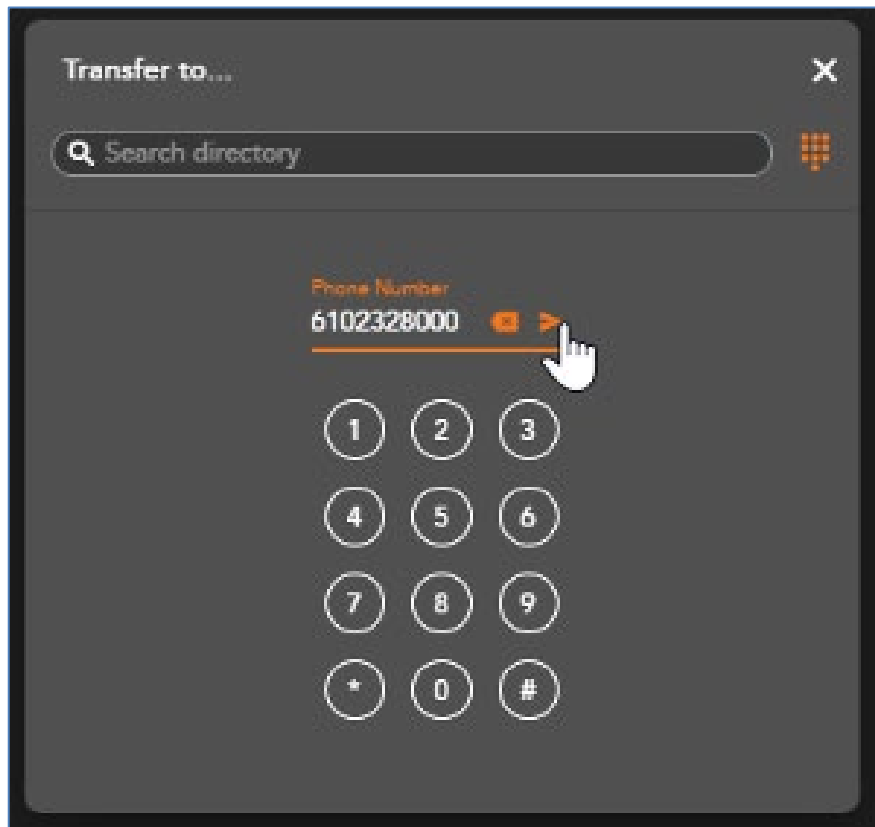 Transfer to...
Search directory
Phone Number
6102328000
1 2 3
4 5 6
7 8 9
* 0 #